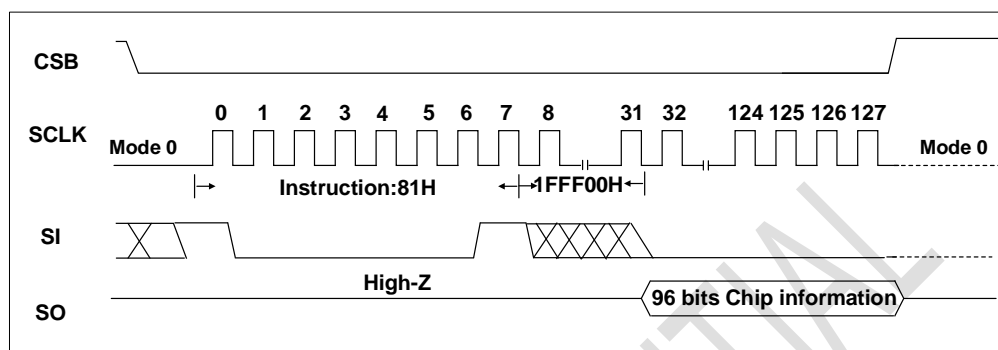 CSB
0 1 2 3 4 5 6 7 8 31 32 124 125 126 127
SCLK
Mode 0 Mode 0
Instruction:81H 1FFF00H
SI
High-Z
SO 96 bits Chip information